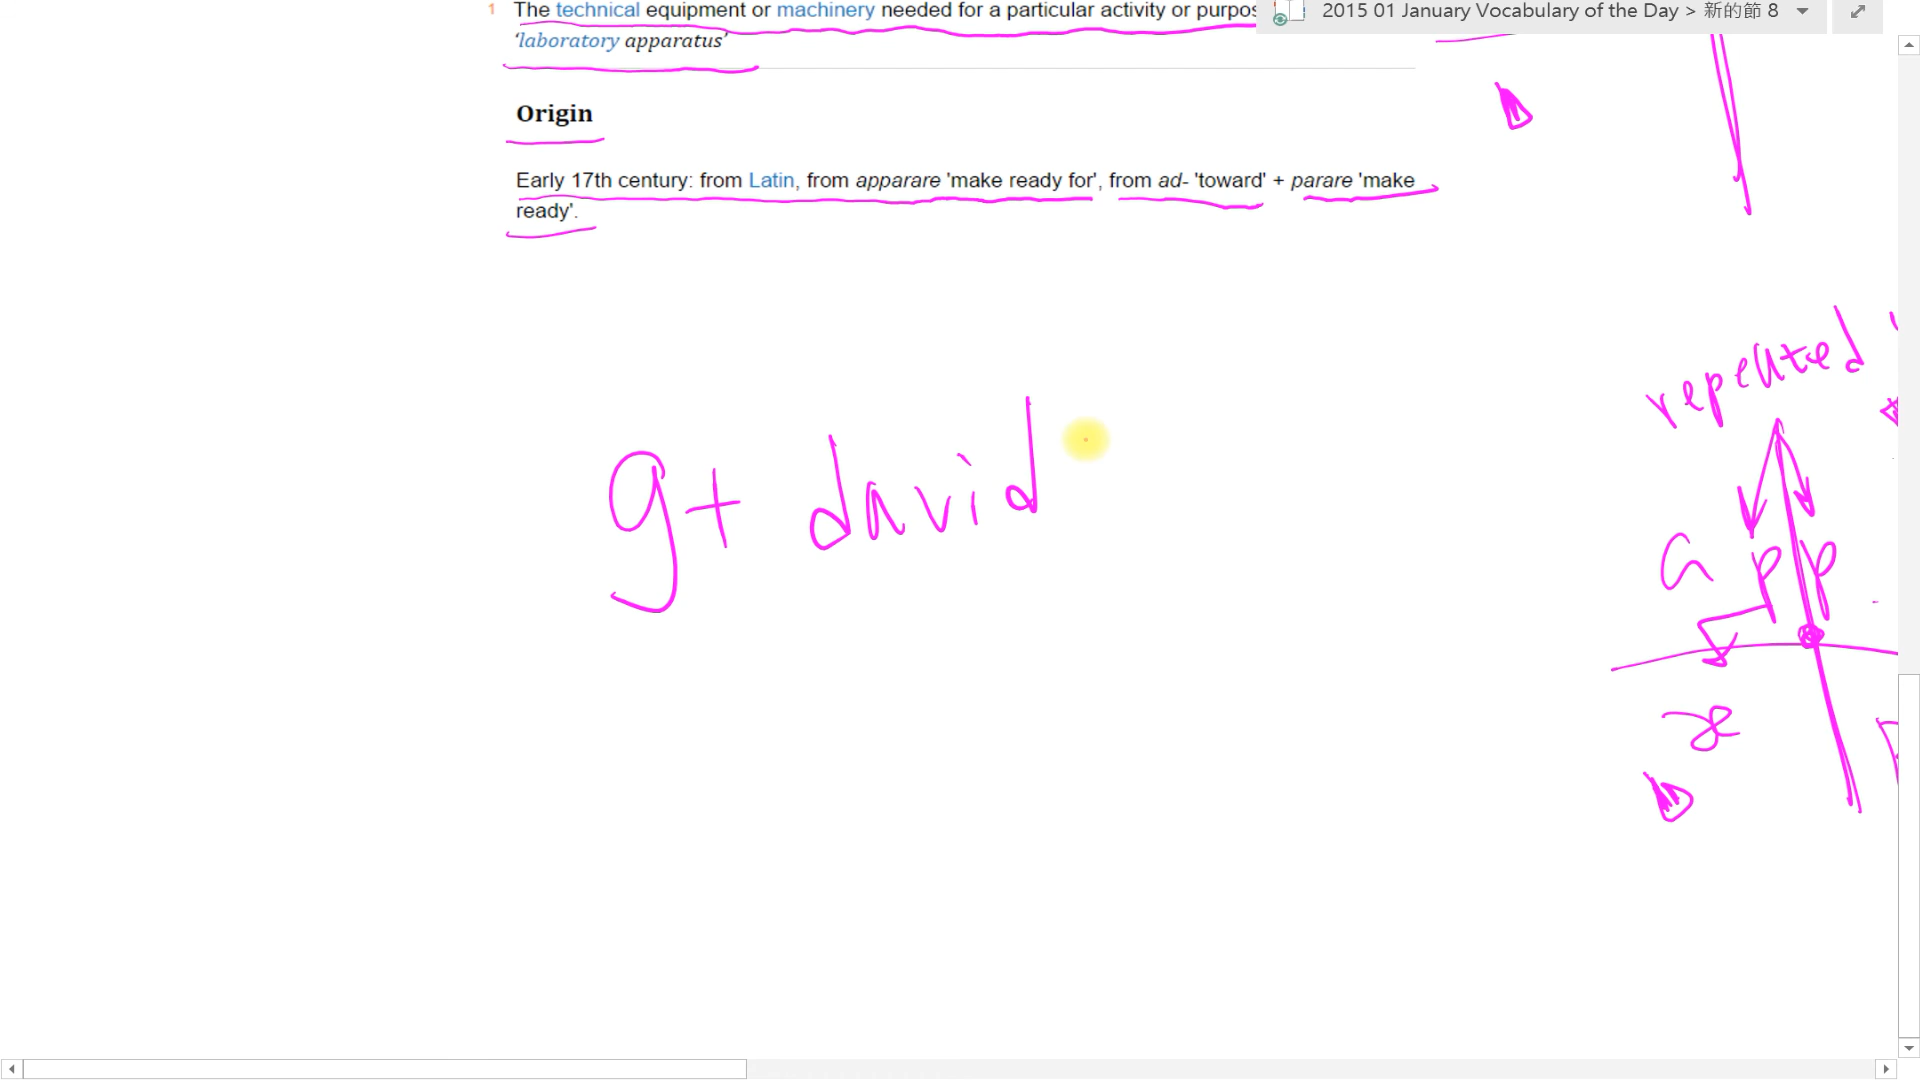 1 The technical equipment or machinery needed for a particular activity or purpos
2015 01 January Vocabulary of the Day > 新的節 8
‘laboratory apparatus’
Origin
Early 17th century: from Latin, from apparare 'make ready for', from ad- 'toward' + parare 'make
ready'.
repeated
g+ david
app